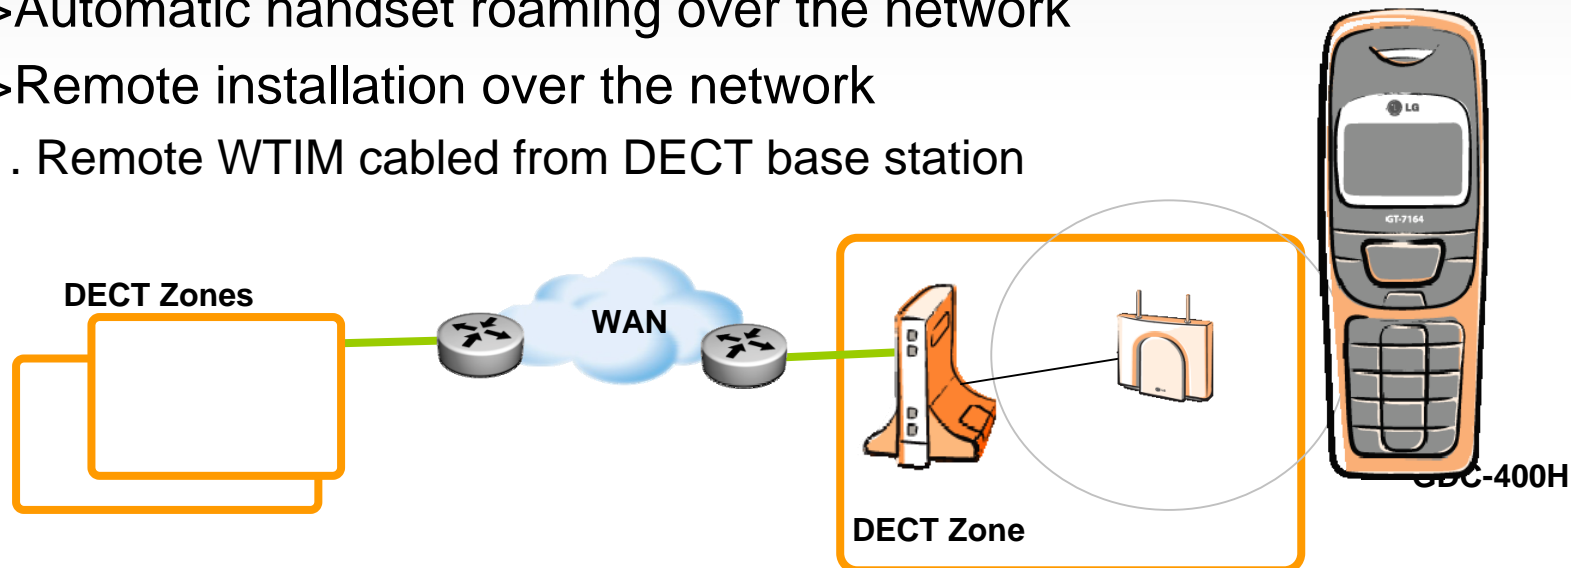 >Automatic handset roaming over the network
>Remote installation over the network
. Remote WTIM cabled from DECT base station
LG
GT-7164
DECT Zones
WAN
GDC-400H
DECT Zone